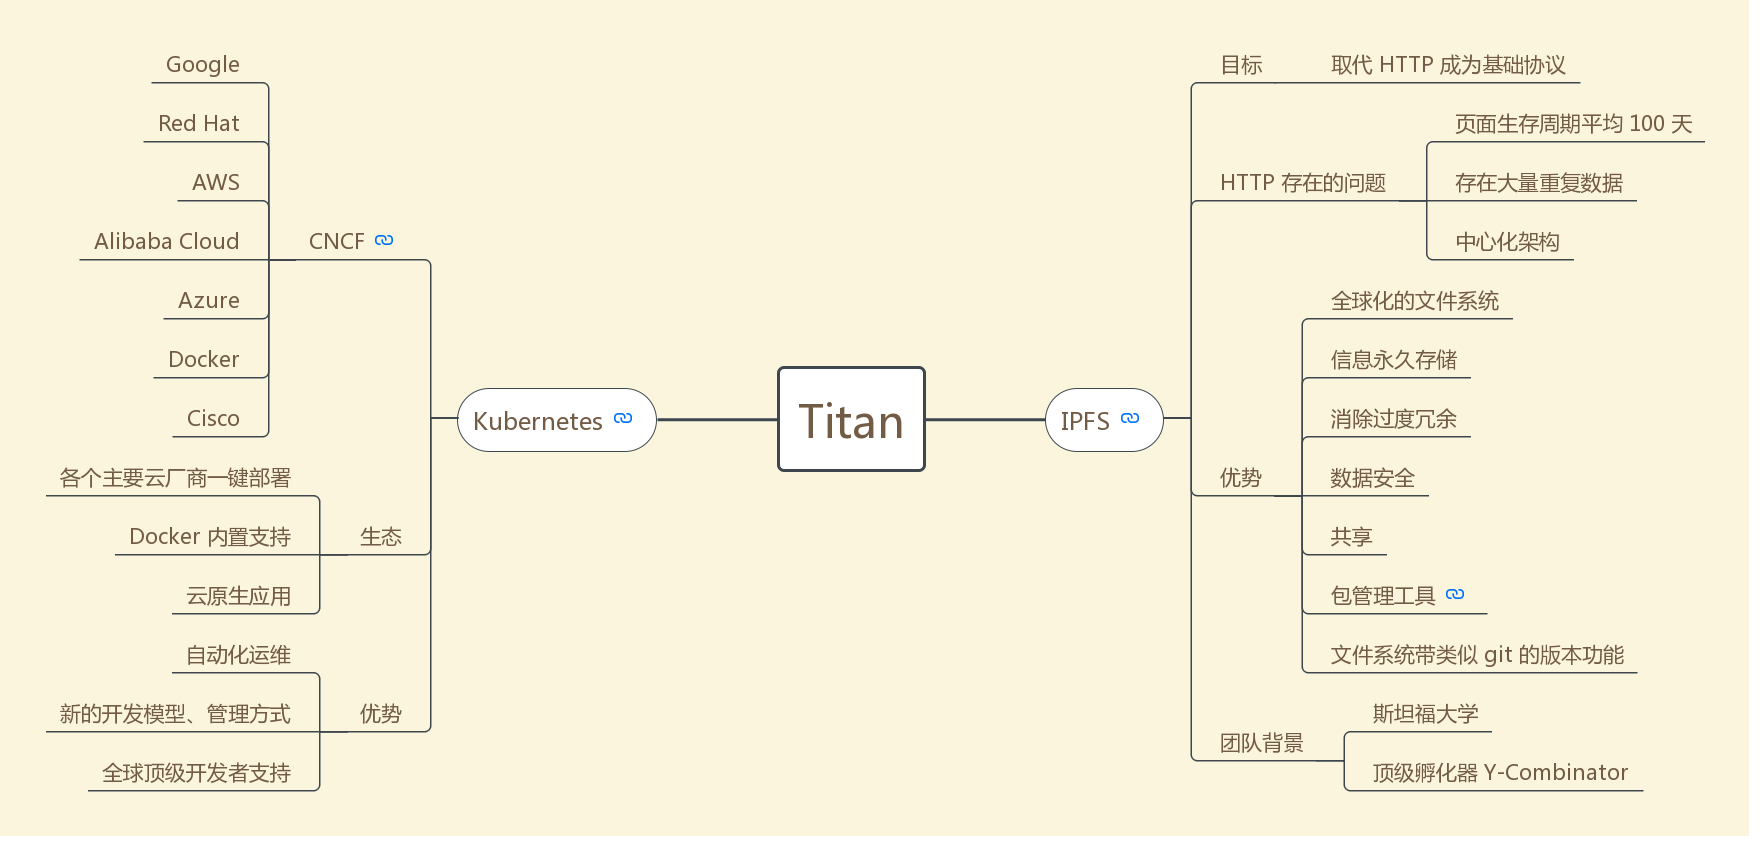 Titan
Kubernetes
CNCF
Google
Red Hat
AWS
Alibaba Cloud
Azure
Docker
Cisco
生态
各个主要云厂商一键部署
Docker 内置支持
云原生应用
优势
自动化运维
新的开发模型、管理方式
全球顶级开发者支持
IPFS
目标
取代 HTTP 成为基础协议
HTTP 存在的问题
页面生存周期平均 100 天
存在大量重复数据
中心化架构
优势
全球化的文件系统
信息永久存储
消除过度冗余
数据安全
共享
包管理工具
文件系统带类似 git 的版本功能
团队背景
斯坦福大学
顶级孵化器 Y-Combinator